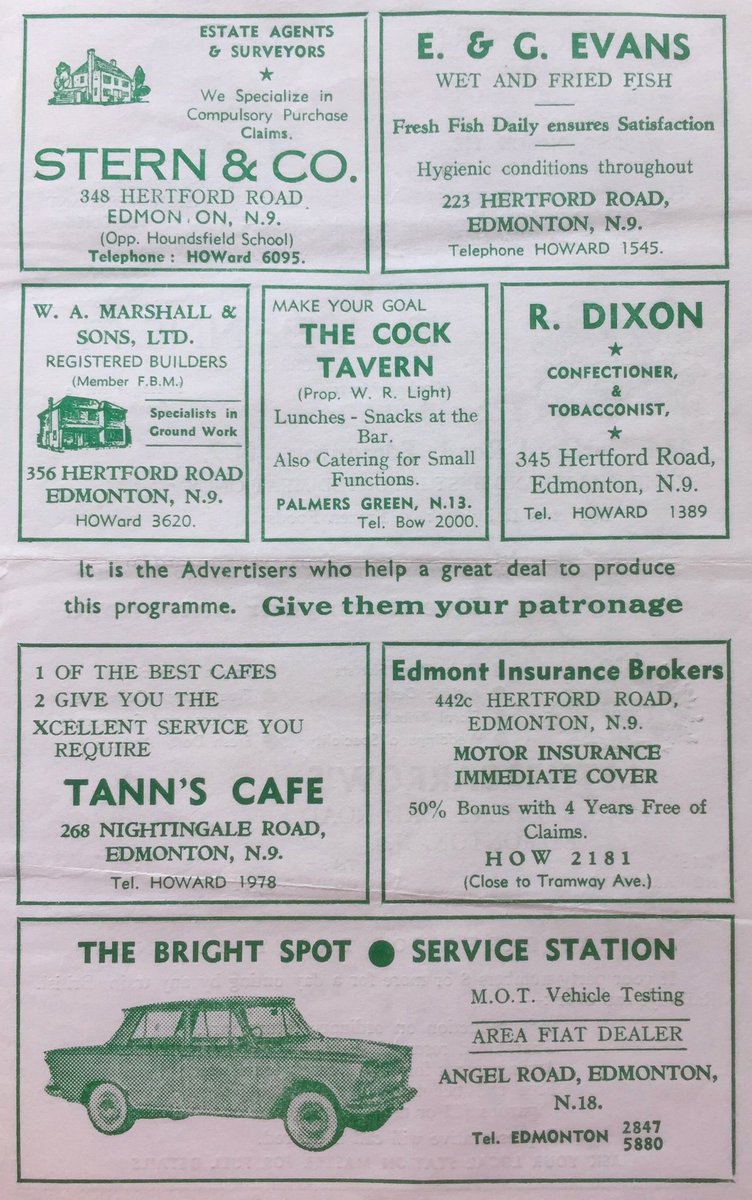 ESTATE AGENTS
& SURVEYORS
★
We Specialize in
Compulsory Purchase
Claims.
STERN & CO.
348 HERTFORD ROAD
EDMON ON, N.9.
(Opp. Houndsfield School)
Telephone : HOWard 6095.
E. & G. EVANS
WET AND FRIED FISH
Fresh Fish Daily ensures Satisfaction
Hygienic conditions throughout
223 HERTFORD ROAD,
EDMONTON, N.9.
Telephone HOWARD 1545.
W. A. MARSHALL &
SONS, LTD.
REGISTERED BUILDERS
(Member F.B.M.)
Specialists in
Ground Work
356 HERTFORD ROAD
EDMONTON, N.9.
HOWard 3620.
MAKE YOUR GOAL
THE COCK
TAVERN
(Prop. W. R. Light)
Lunches - Snacks at the
Bar.
Also Catering for Small
Functions.
PALMERS GREEN, N.13.
Tel. Bow 2000.
R. DIXON
★
CONFECTIONER,
&
TOBACCONIST,
★
345 Hertford Road,
Edmonton, N.9.
Tel. HOWARD 1389
It is the Advertisers who help a great deal to produce
this programme. Give them your patronage
1 OF THE BEST CAFES
2 GIVE YOU THE
XCELLENT SERVICE YOU
REQUIRE
TANN'S CAFE
268 NIGHTINGALE ROAD,
EDMONTON, N.9.
Tel. HOWARD 1978
Edmont Insurance Brokers
442c HERTFORD ROAD,
EDMONTON, N.9.
MOTOR INSURANCE
IMMEDIATE COVER
50% Bonus with 4 Years Free of
Claims.
HOW 2181
(Close to Tramway Ave.)
THE BRIGHT SPOT ● SERVICE STATION
M.O.T. Vehicle Testing
AREA FIAT DEALER
ANGEL ROAD, EDMONTON,
N.18.
Tel. EDMONTON 2847
5880